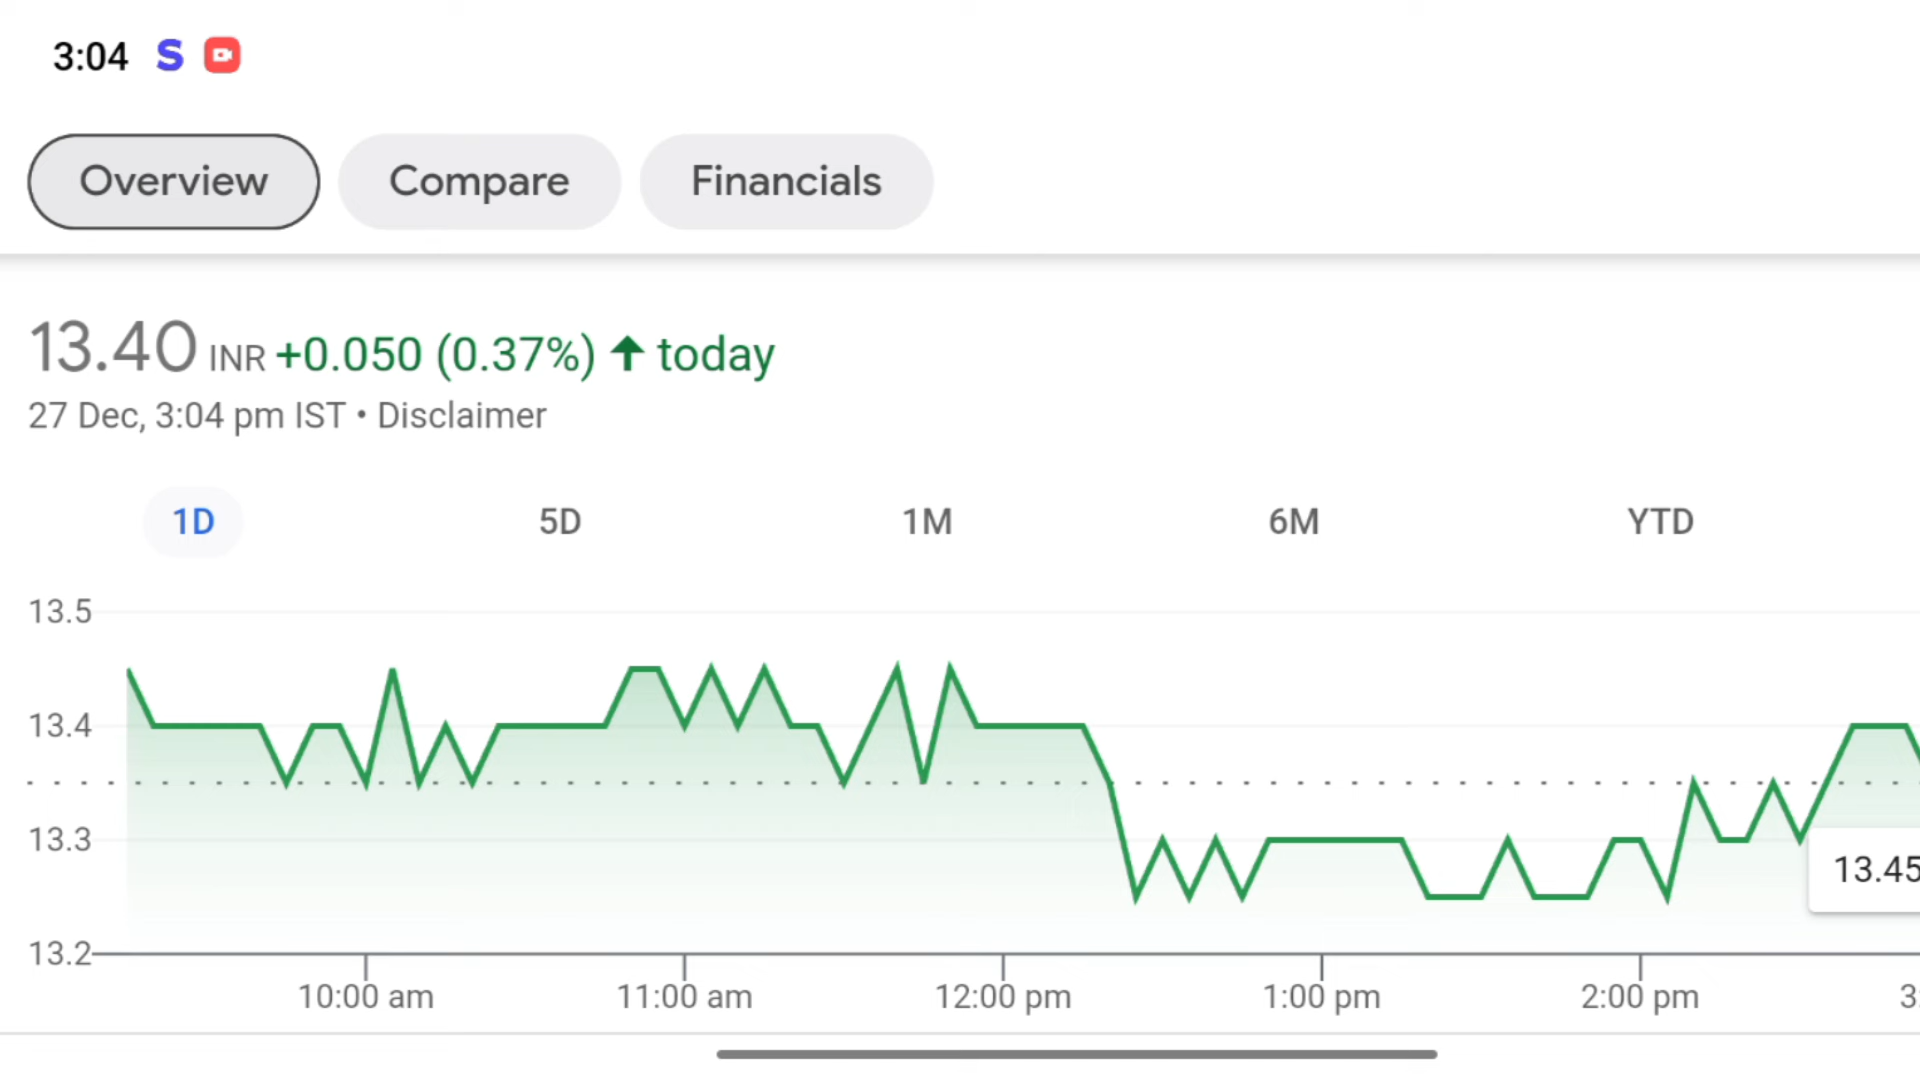 3:04 S
Overview Compare Financials
13.40 INR +0.050 (0.37%) ↑ today
27 Dec, 3:04 pm IST • Disclaimer
1D 5D 1M 6M YTD
13.5
13.4
13.3
13.45
13.2
10:00 am 11:00 am 12:00 pm 1:00 pm 2:00 pm